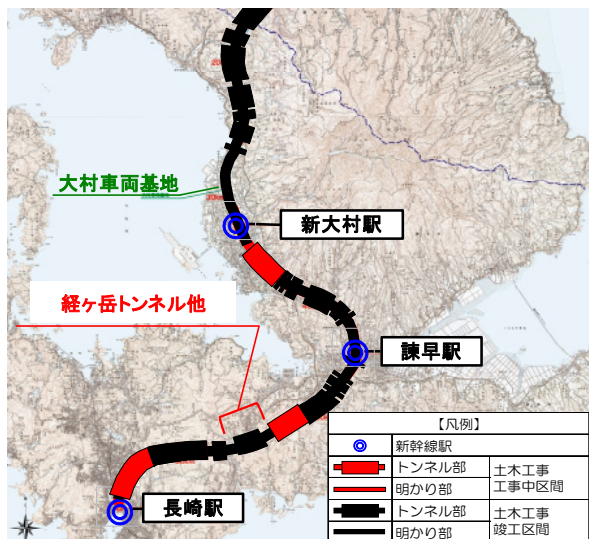 大村車両基地
新大村駅
経ヶ岳トンネル他
諫早駅
長崎駅
【凡例】
新幹線駅
トンネル部
明かり部
土木工事
工事中区間
トンネル部
明かり部
土木工事
竣工区間